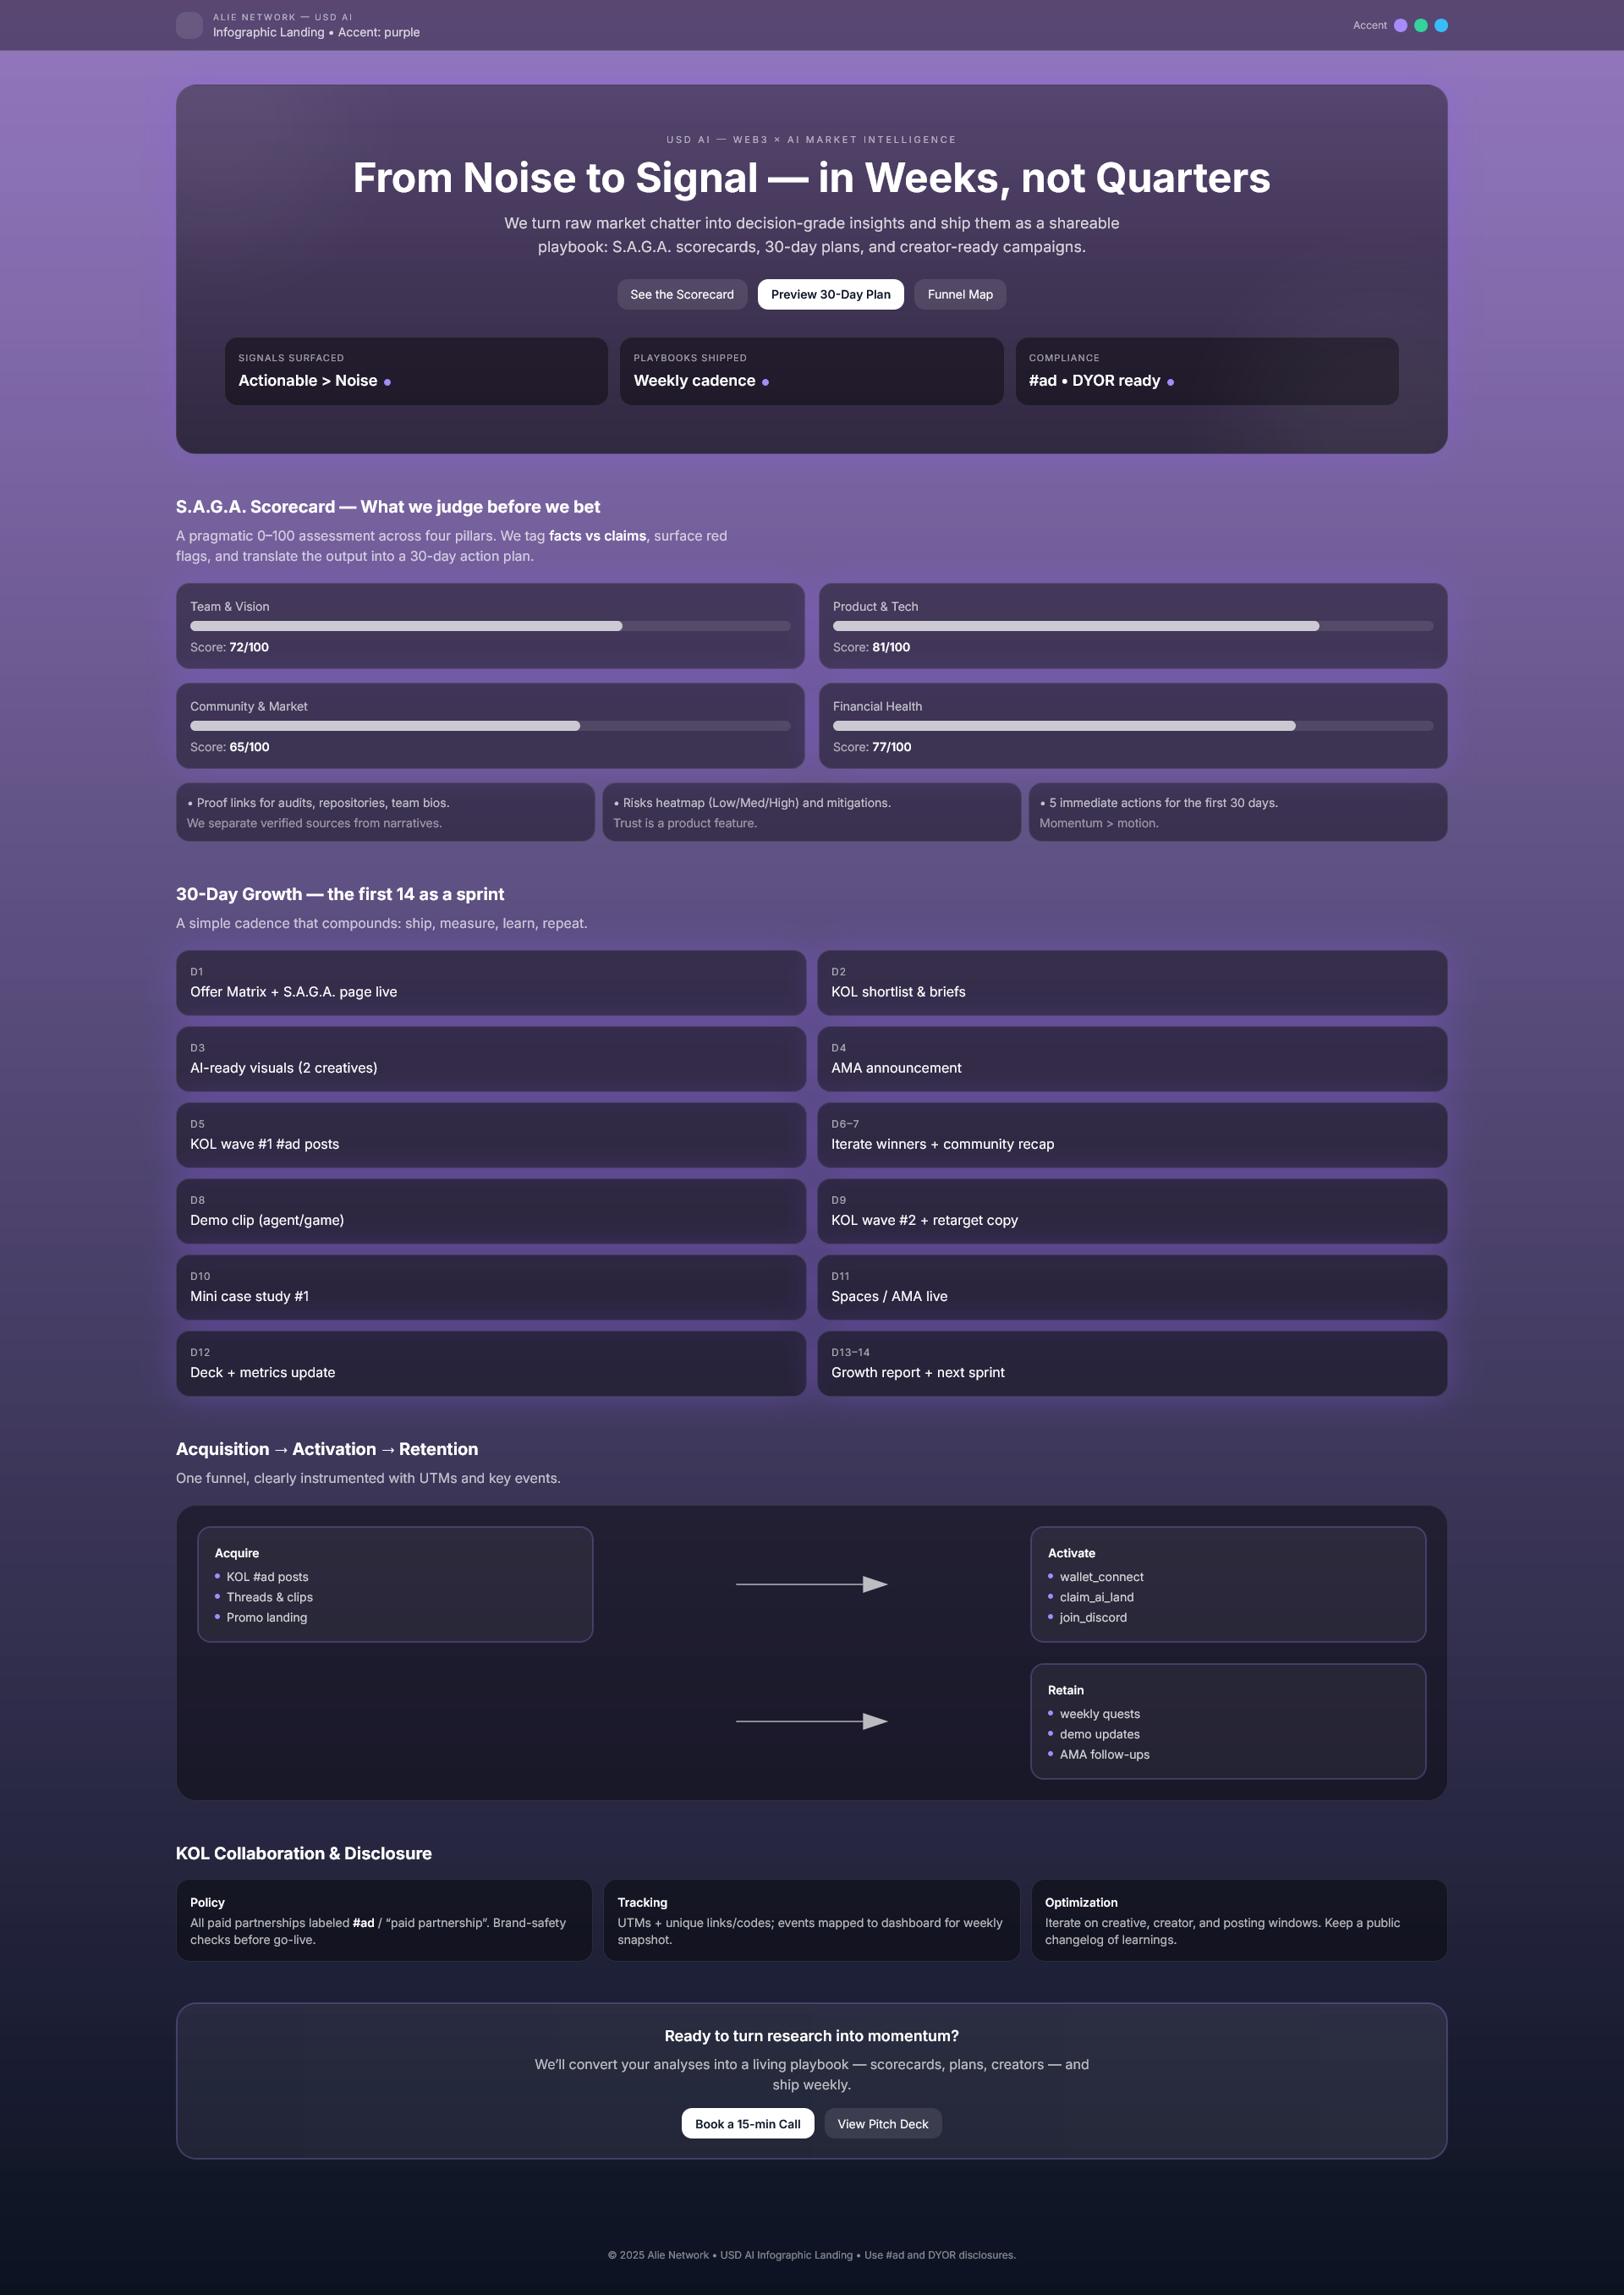 ALIE NETWORK — USD AI
Infographic Landing • Accent: purple
Accent
USD AI — WEB3 × AI MARKET INTELLIGENCE
From Noise to Signal — in Weeks, not Quarters
We turn raw market chatter into decision-grade insights and ship them as a shareable
playbook: S.A.G.A. scorecards, 30-day plans, and creator-ready campaigns.
See the Scorecard
Preview 30-Day Plan
Funnel Map
SIGNALS SURFACED
Actionable > Noise
PLAYBOOKS SHIPPED
Weekly cadence
COMPLIANCE
#ad • DYOR ready
S.A.G.A. Scorecard — What we judge before we bet
A pragmatic 0–100 assessment across four pillars. We tag facts vs claims, surface red
flags, and translate the output into a 30-day action plan.
Team & Vision
Score: 72/100
Product & Tech
Score: 81/100
Community & Market
Score: 65/100
Financial Health
Score: 77/100
• Proof links for audits, repositories, team bios.
We separate verified sources from narratives.
• Risks heatmap (Low/Med/High) and mitigations.
Trust is a product feature.
• 5 immediate actions for the first 30 days.
Momentum > motion.
30-Day Growth — the first 14 as a sprint
A simple cadence that compounds: ship, measure, learn, repeat.
D1
Offer Matrix + S.A.G.A. page live
D2
KOL shortlist & briefs
D3
AI-ready visuals (2 creatives)
D4
AMA announcement
D5
KOL wave #1 #ad posts
D6–7
Iterate winners + community recap
D8
Demo clip (agent/game)
D9
KOL wave #2 + retarget copy
D10
Mini case study #1
D11
Spaces / AMA live
D12
Deck + metrics update
D13–14
Growth report + next sprint
Acquisition → Activation → Retention
One funnel, clearly instrumented with UTMs and key events.
Acquire
KOL #ad posts
Threads & clips
Promo landing
Activate
wallet_connect
claim_ai_land
join_discord
Retain
weekly quests
demo updates
AMA follow-ups
KOL Collaboration & Disclosure
Policy
All paid partnerships labeled #ad / “paid partnership”. Brand-safety
checks before go-live.
Tracking
UTMs + unique links/codes; events mapped to dashboard for weekly
snapshot.
Optimization
Iterate on creative, creator, and posting windows. Keep a public
changelog of learnings.
Ready to turn research into momentum?
We’ll convert your analyses into a living playbook — scorecards, plans, creators — and
ship weekly.
Book a 15-min Call
View Pitch Deck
© 2025 Alie Network • USD AI Infographic Landing • Use #ad and DYOR disclosures.